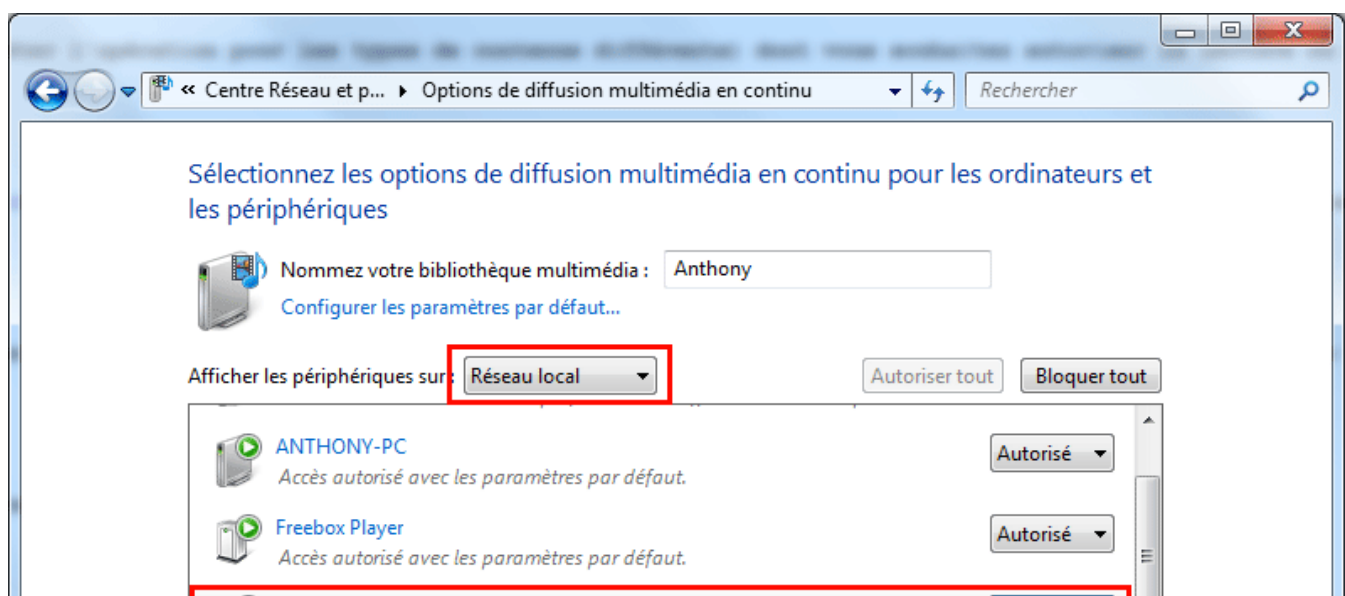 « Centre Réseau et p... Options de diffusion multimédia en continu Rechercher
Sélectionnez les options de diffusion multimédia en continu pour les ordinateurs et
les périphériques
Nommez votre bibliothèque multimédia : Anthony
Configurer les paramètres par défaut...
Afficher les périphériques sur : Réseau local Autoriser tout Bloquer tout
ANTHONY-PC Autorisé
Accès autorisé avec les paramètres par défaut.
Freebox Player Autorisé
Accès autorisé avec les paramètres par défaut.